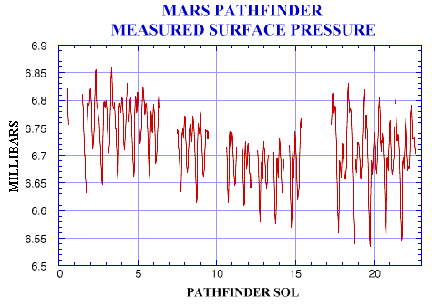 MARS PATHFINDER
MEASURED SURFACE PRESSURE
6.9
6.85
6.8
6.75
6.7
6.65
6.6
6.55
6.5
MILLIBARS
0 5 10 15 20
PATHFINDER SOL